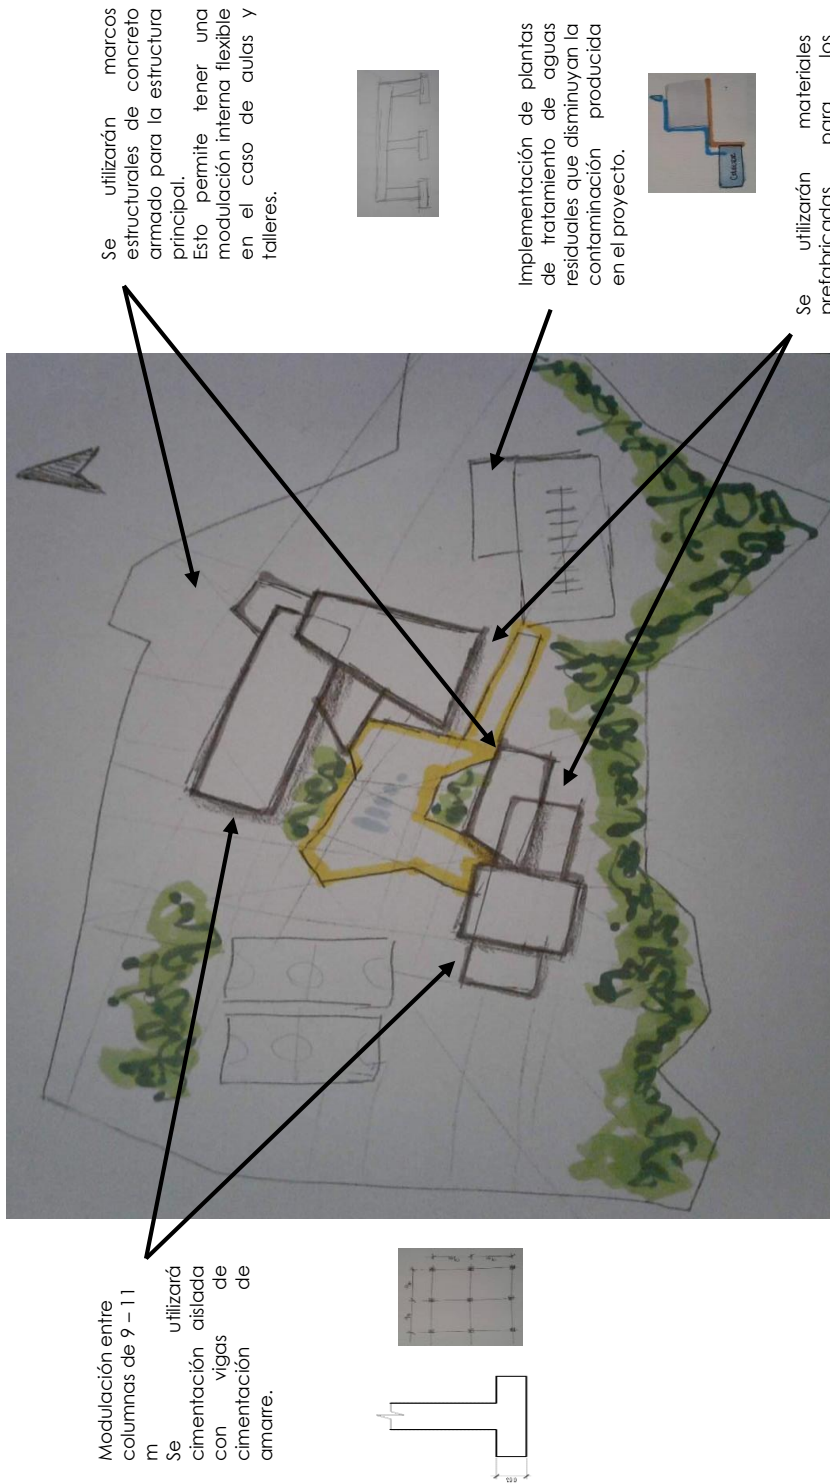 Modulación entre
columnas de 9 – 11
m
Se utilizará
cimentación aislada
con vigas de
cimentación de
amarre.
Se utilizarán marcos
estructurales de concreto
armado para la estructura
principal.
Esto permite tener una
modulación interna flexible
en el caso de aulas y
talleres.
Implementación de plantas
de tratamiento de aguas
residuales que disminuyan la
contaminación producida
en el proyecto.
Se utilizarán materiales
prefabricados para los